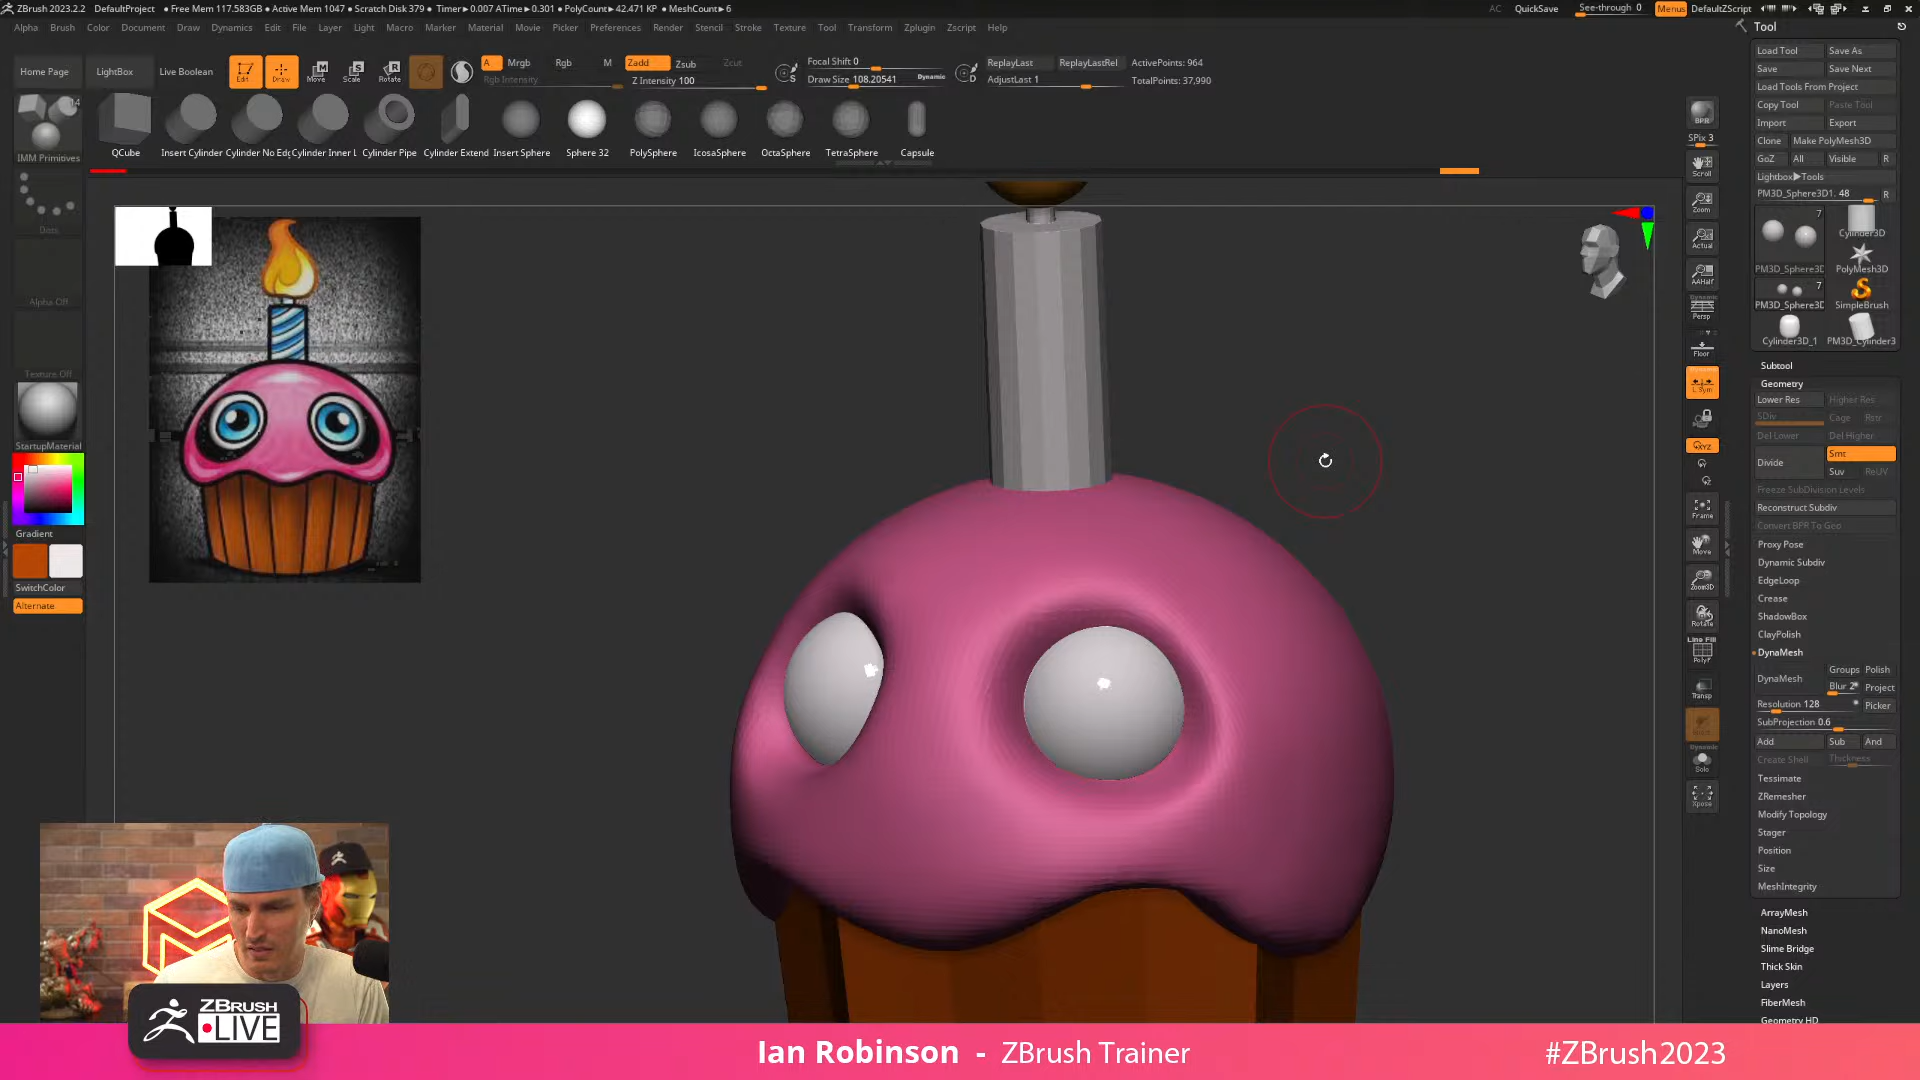 ZBrush 2023.2.2 DefaultProject • Free Mem 117.583GB • Active Mem 1047 • Scratch Disk 379 • Timer▸0.007 ATime▸0.301 • PolyCount▸42.471 KP • MeshCount▸6
AC QuickSave See-through 0 Menus DefaultZScript
Alpha Brush Color Document Draw Dynamics Edit File Layer Light Macro Marker Material Movie Picker Preferences Render Stencil Stroke Texture Tool Transform Zplugin Zscript Help
Home Page LightBox Live Boolean
Edit Draw Move Scale Rotate
A Mrgb Rgb M
Rgb Intensity
Zadd Zsub Zcut
Z Intensity 100
S
Focal Shift 0
Draw Size 108.20541 Dynamic
D
ReplayLast ReplayLastRel
AdjustLast 1
ActivePoints: 964
TotalPoints: 37,990
14
IMM Primitives
QCube Insert Cylinder Cylinder No Edg Cylinder Inner L Cylinder Pipe Cylinder Extend Insert Sphere Sphere 32 PolySphere IcosaSphere OctaSphere TetraSphere Capsule
Dots
Alpha Off
Texture Off
StartupMaterial
Gradient
SwitchColor
Alternate
BPR
SPix 3
Scroll
Zoom
Actual
AAHalf
Dynamic
Persp
Floor
L.Sym
XYZ
Frame
Move
Zoom3D
Rotate
Line Fill
PolyF
Transp
Dynamic
Solo
Xpose
Tool
Load Tool Save As
Save Save Next
Load Tools From Project
Copy Tool Paste Tool
Import Export
Clone Make PolyMesh3D
GoZ All Visible R
Lightbox▶Tools
PM3D_Sphere3D1. 48 R
7
Cylinder3D
PM3D_Sphere3D PolyMesh3D
7
PM3D_Sphere3D SimpleBrush
Cylinder3D_1 PM3D_Cylinder3
Subtool
Geometry
Lower Res Higher Res
SDiv Cage Rstr
Del Lower Del Higher
Divide Smt
Suv ReUV
Freeze SubDivision Levels
Reconstruct Subdiv
Convert BPR To Geo
Proxy Pose
Dynamic Subdiv
EdgeLoop
Crease
ShadowBox
ClayPolish
DynaMesh
Groups Polish
DynaMesh
Blur 2 Project
Resolution 128 Picker
SubProjection 0.6
Add Sub And
Create Shell Thickness
Tessimate
ZRemesher
Modify Topology
Stager
Position
Size
MeshIntegrity
ArrayMesh
NanoMesh
Slime Bridge
Thick Skin
Layers
FiberMesh
Geometry HD
ZBRUSH
LIVE
Ian Robinson - ZBrush Trainer
#ZBrush2023